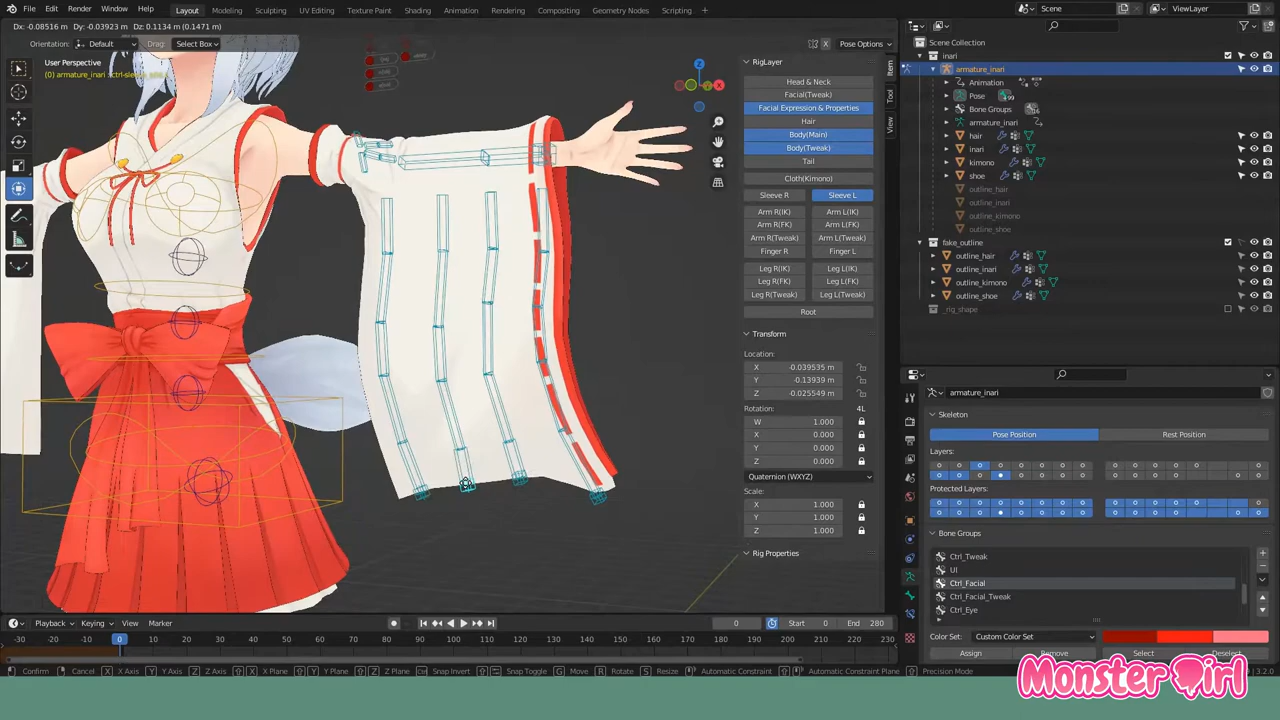 File Edit Render Window Help Layout Modeling Sculpting UV Editing Texture Paint Shading Animation Rendering Compositing Geometry Nodes Scripting + Scene ViewLayer
Dx: -0.08516 m Dy: -0.03923 m Dz: 0.1134 m (0.1471 m)
Orientation: Default Drag: Select Box X Pose Options
User Perspective
Scene Collection
inari
armature_inari
Animation
Pose
Bone Groups
armature_inari
hair
inari
kimono
shoe
outline_hair
outline_inari
outline_kimono
outline_shoe
fake_outline
outline_hair
outline_inari
outline_kimono
outline_shoe
_rig_shape
RigLayer
Head & Neck
Facial(Tweak)
Facial Expression & Properties
Hair
Body(Main)
Body(Tweak)
Tail
Cloth(Kimono)
Sleeve R Sleeve L
Arm R(IK) Arm L(IK)
Arm R(FK) Arm L(FK)
Arm R(Tweak) Arm L(Tweak)
Finger R Finger L
Leg R(IK) Leg L(IK)
Leg R(FK) Leg L(FK)
Leg R(Tweak) Leg L(Tweak)
Root
Transform
Location:
X -0.039535 m
Y -0.13939 m
Z -0.025549 m
Rotation: 4L
W 1.000
X 0.000
Y 0.000
Z 0.000
Quaternion (WXYZ)
Scale:
X 1.000
Y 1.000
Z 1.000
Rig Properties
Item
Tool
View
armature_inari
Skeleton
Pose Position Rest Position
Layers:
Protected Layers:
Bone Groups
Ctrl_Tweak
UI
Ctrl_Facial
Ctrl_Facial_Tweak
Ctrl_Eye
Color Set: Custom Color Set
Assign Remove Select Deselect
Playback Keying View Marker 0 Start 0 End 280
-30 -20 -10 0 10 20 30 40 50 60 70 80 90 100 110 120 130 140 150 160 170 180 190 200 210 220
Confirm Cancel X X Axis Y Y Axis Z Z Axis X X Plane Y Y Plane Z Z Plane Snap Invert Snap Toggle G Move R Rotate S Resize Automatic Constraint Automatic Constraint Plane Precision Mode
3.2.0
Monster Girl